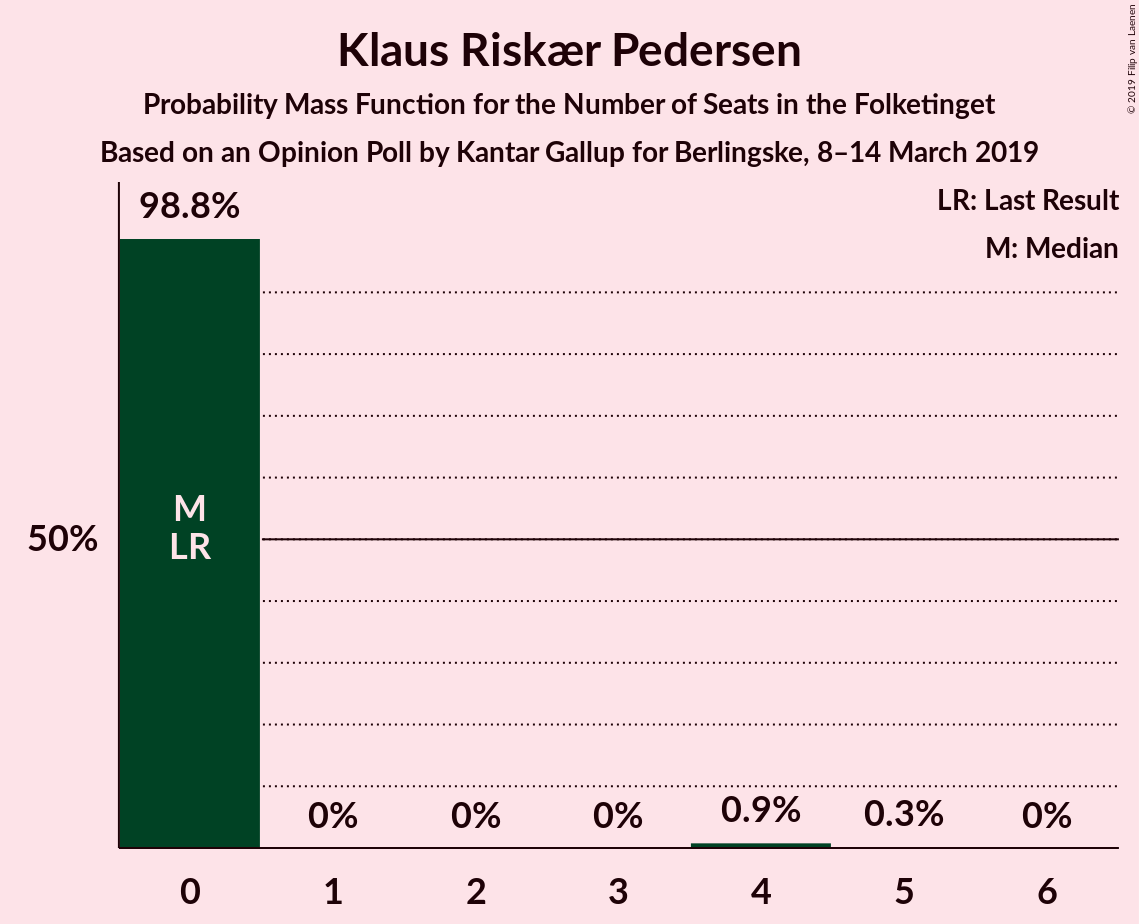 Klaus Riskær Pedersen
Probability Mass Function for the Number of Seats in the Folketinget
Based on an Opinion Poll by Kantar Gallup for Berlingske, 8–14 March 2019
© 2019 Filip van Laenen
LR: Last Result
M: Median
98.8%
M
LR
50%
0%
0%
0%
0.9%
0.3%
0%
0
1
2
3
4
5
6